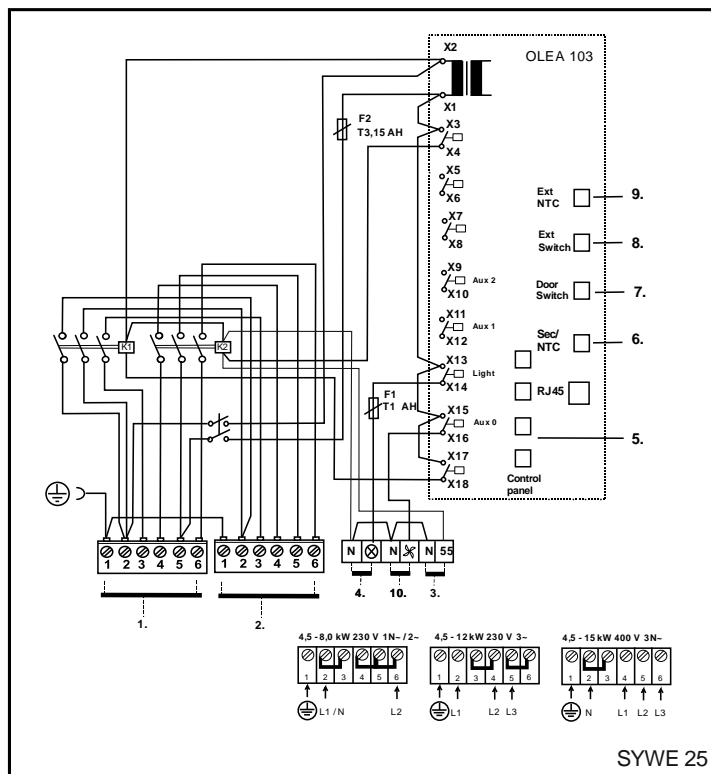 X2
OLEA 103
X1
F2
T3,15 AH
X3
X4
X5
X6
Ext
NTC
9.
X7
X8
Ext
Switch
8.
X9
Aux 2
X10
Door
Switch
7.
X11
Aux 1
X12
Sec/
NTC
6.
K1
K2
X13
Light
X14
F1
T1 AH
RJ45
X15
Aux 0
X16
5.
X17
X18
Control
panel
1 2 3 4 5 6
1 2 3 4 5 6
N N N 55
1.
2.
4.
10.
3.
4,5 - 8,0 kW 230 V 1N~ / 2~
1 2 3 4 5 6
L1 / N L2
4,5 - 12 kW 230 V 3~
1 2 3 4 5 6
L1 L2 L3
4,5 - 15 kW 400 V 3N~
1 2 3 4 5 6
N L1 L2 L3
SYWE 25